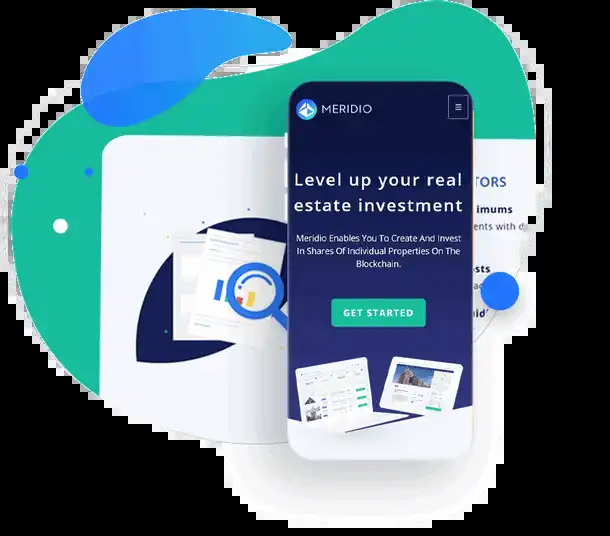 MERIDIO
Level up your real
estate investment
Meridio Enables You To Create And Invest
In Shares Of Individual Properties On The
Blockchain.
GET STARTED
TORS
imums
ents with
sts